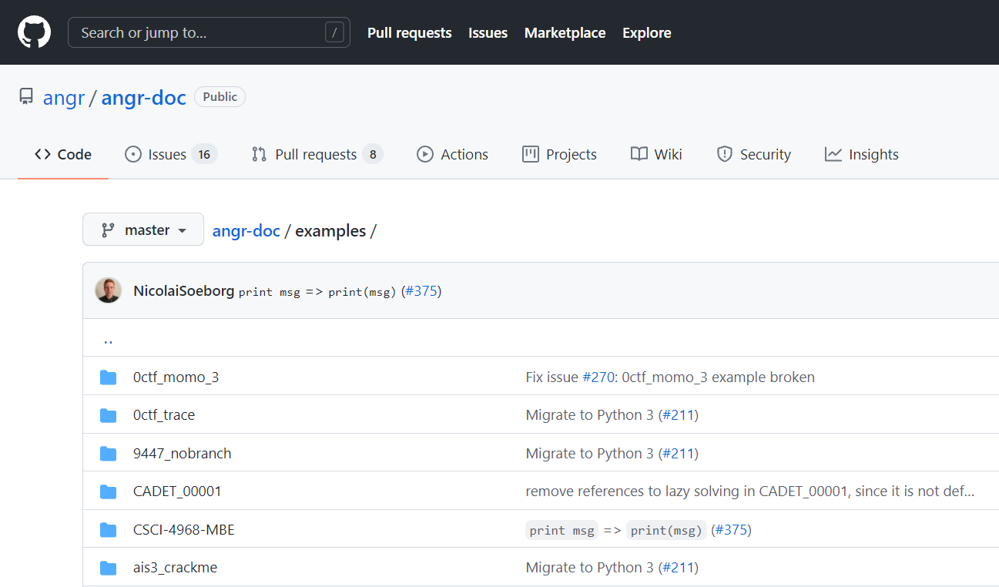 Search or jump to... /
Pull requests Issues Marketplace Explore
angr / angr-doc Public
Code Issues 16 Pull requests 8 Actions Projects Wiki Security Insights
master angr-doc / examples /
NicolaiSoeborg print msg => print(msg) (#375)
..
0ctf_momo_3 Fix issue #270: 0ctf_momo_3 example broken
0ctf_trace Migrate to Python 3 (#211)
9447_nobranch Migrate to Python 3 (#211)
CADET_00001 remove references to lazy solving in CADET_00001, since it is not def...
CSCI-4968-MBE print msg => print(msg) (#375)
ais3_crackme Migrate to Python 3 (#211)